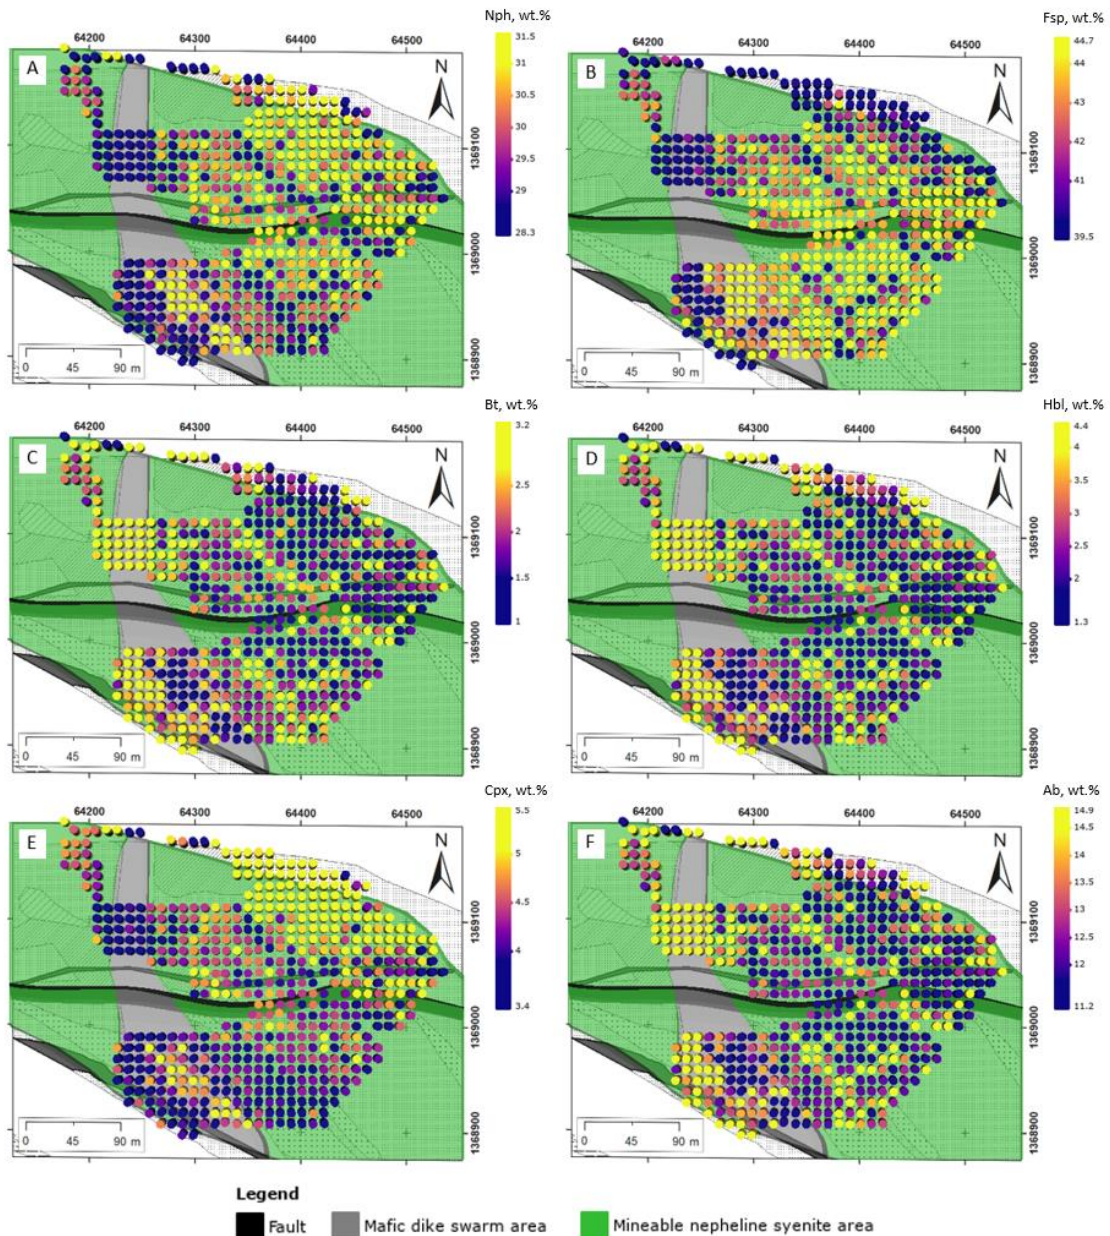 Nph, wt.%
Fsp, wt.%
64200 64300 64400 64500
A
N
31.5
31
30.5
30
29.5
29
28.3
1369100
1369000
1368900
0 45 90 m
64200 64300 64400 64500
B
N
44.7
44
43
42
41
39.5
1369100
1369000
1368900
0 45 90 m
Bt, wt.%
Hbl, wt.%
64200 64300 64400 64500
C
N
3.2
2.5
2
1.5
1
1369100
1369000
1368900
0 45 90 m
64200 64300 64400 64500
D
N
4.4
4
3.5
3
2.5
2
1.3
1369100
1369000
1368900
0 45 90 m
Cpx, wt.%
Ab, wt.%
64200 64300 64400 64500
E
N
5.5
5
4.5
4
3.4
1369100
1369000
1368900
0 45 90 m
64200 64300 64400 64500
F
N
14.9
14.5
14
13.5
13
12.5
12
11.2
1369100
1369000
1368900
0 45 90 m
Legend
Fault Mafic dike swarm area Mineable nepheline syenite area